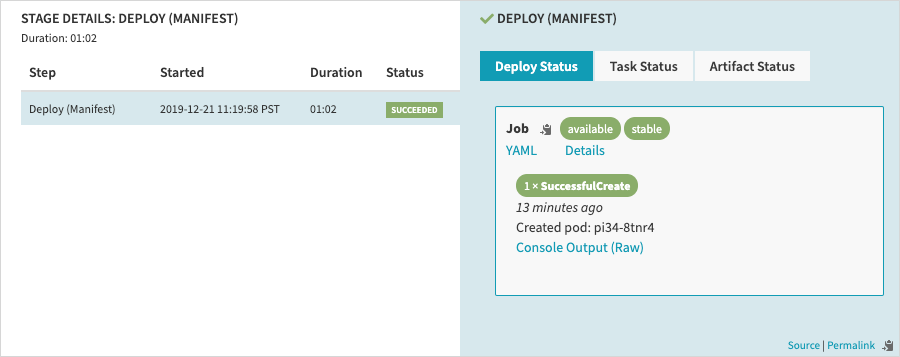 STAGE DETAILS: DEPLOY (MANIFEST)
Duration: 01:02
Step Started Duration Status
Deploy (Manifest) 2019-12-21 11:19:58 PST 01:02 SUCCEEDED
DEPLOY (MANIFEST)
Deploy Status Task Status Artifact Status
Job available stable
YAML Details
1 × SuccessfulCreate
13 minutes ago
Created pod: pi34-8tnr4
Console Output (Raw)
Source | Permalink